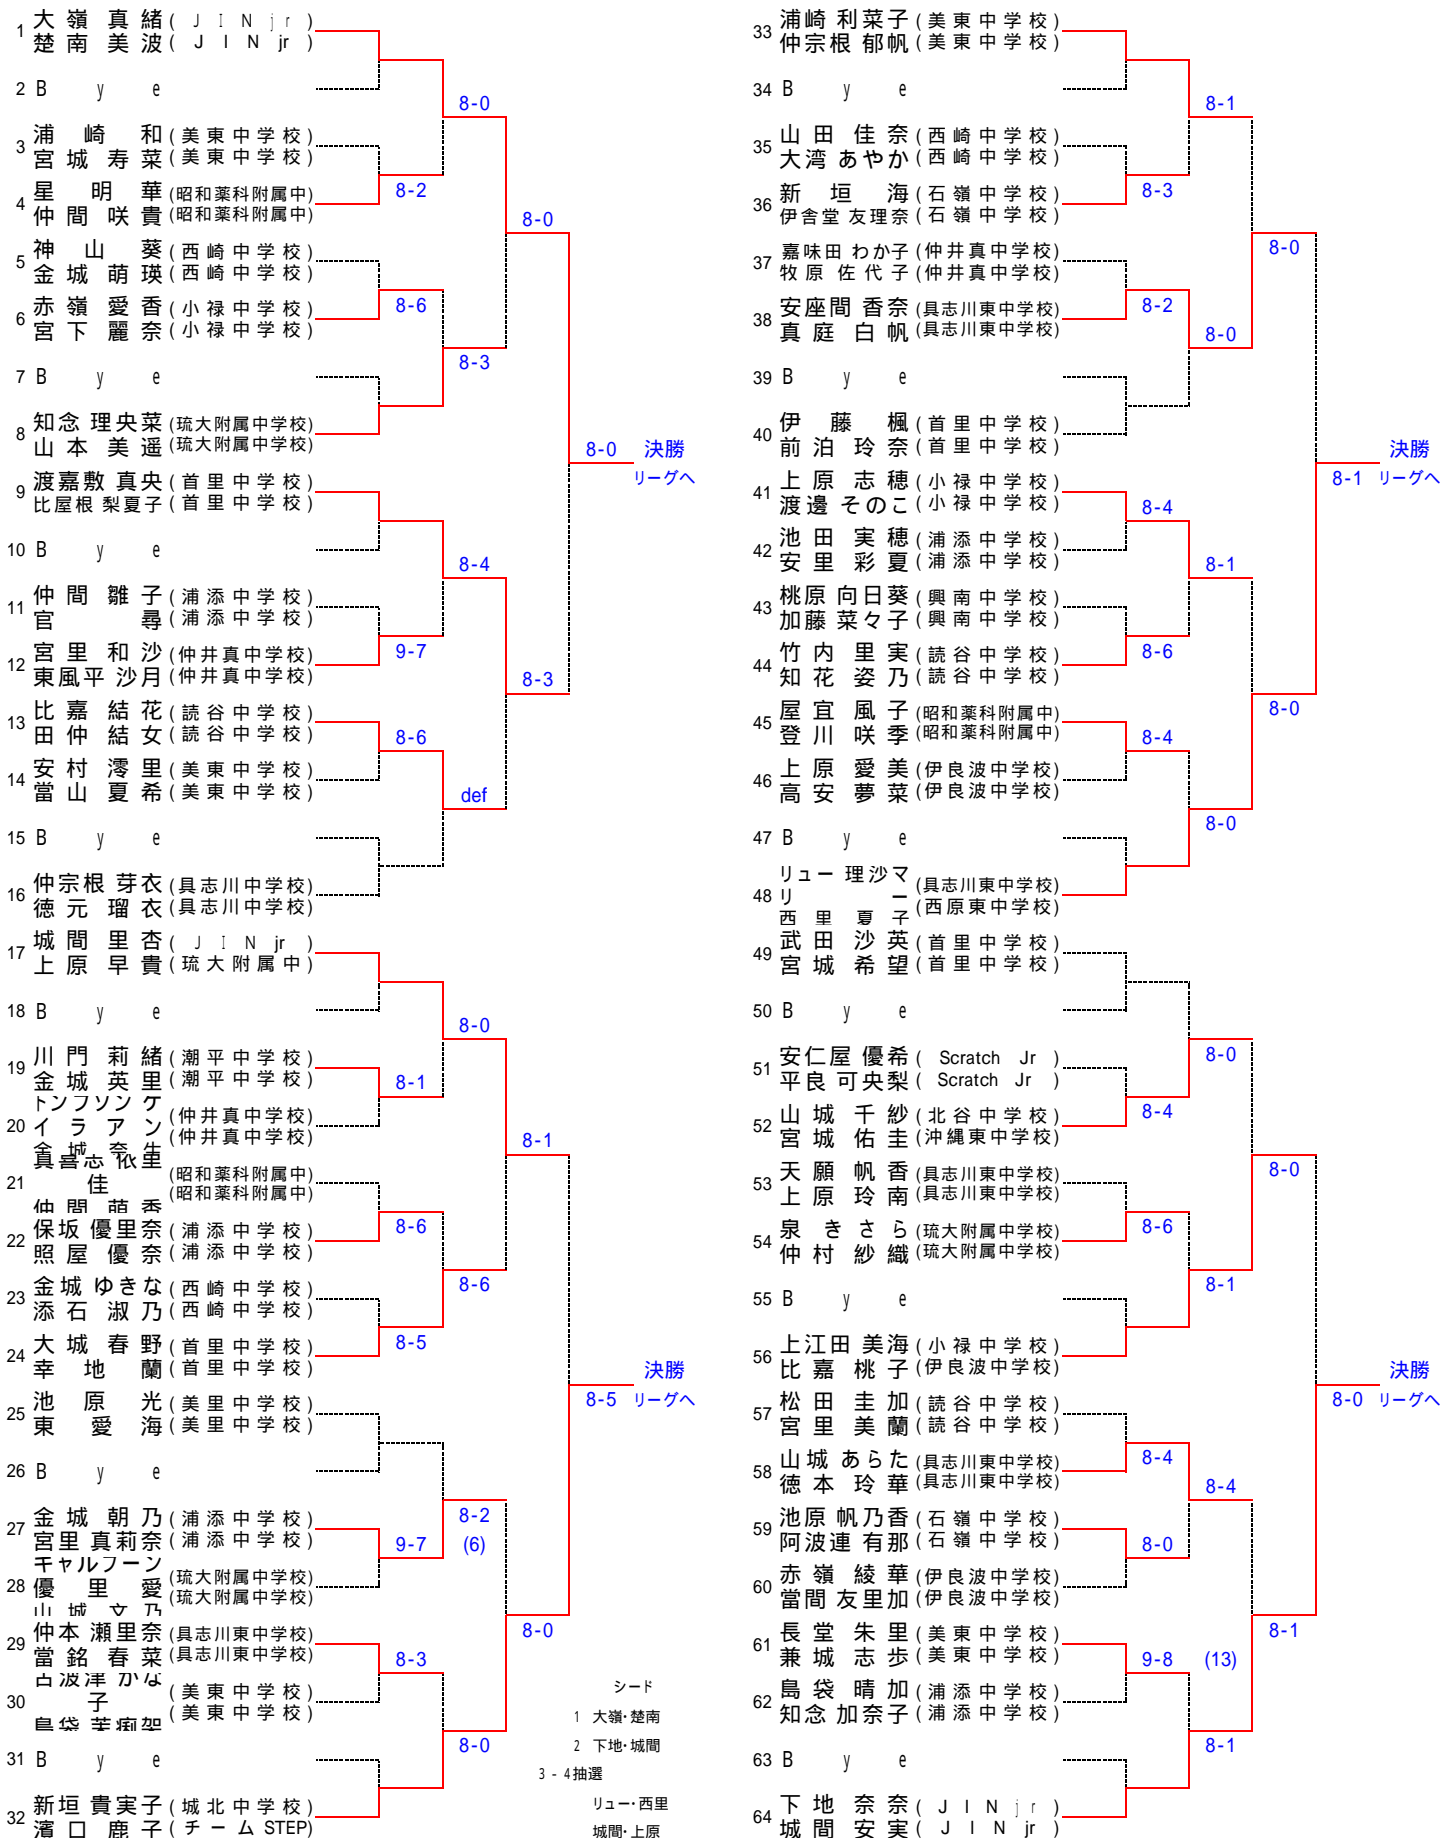 1 大嶺 真緒 (JINjr)
楚南 美波 (JINjr)
2 Bye
8-0
3 浦崎 和 (美東中学校)
宮城 寿菜 (美東中学校)
4 星 明華 (昭和薬科附属中)
仲間 咲貴 (昭和薬科附属中)
8-2
8-0
5 神山 葵 (西崎中学校)
金城 萌瑛 (西崎中学校)
6 赤嶺 愛香 (小禄中学校)
宮下 麗奈 (小禄中学校)
8-6
8-3
7 Bye
8 知念 理央菜 (琉大附属中学校)
山本 美遥 (琉大附属中学校)
8-0 決勝
リーグへ
9 渡嘉敷 真央 (首里中学校)
比屋根 梨夏子 (首里中学校)
10 Bye
8-4
11 仲間 雛子 (浦添中学校)
官 尋 (浦添中学校)
12 宮里 和沙 (仲井真中学校)
東風平 沙月 (仲井真中学校)
9-7
8-3
13 比嘉 結花 (読谷中学校)
田仲 結女 (読谷中学校)
8-6
14 安村 澪里 (美東中学校)
當山 夏希 (美東中学校)
def
15 Bye
16 仲宗根 芽衣 (具志川中学校)
徳元 瑠衣 (具志川中学校)
17 城間 里杏 (JINjr)
上原 早貴 (琉大附属中)
18 Bye
8-0
19 川門 莉緒 (潮平中学校)
金城 英里 (潮平中学校)
8-1
20 トンプソン ケ
イラアン
金城 奈生
(仲井真中学校)
(仲井真中学校)
8-1
21 真喜志 依里
佳
仲間 萌香
(昭和薬科附属中)
(昭和薬科附属中)
22 保坂 優里奈 (浦添中学校)
照屋 優奈 (浦添中学校)
8-6
8-6
23 金城 ゆきな (西崎中学校)
添石 淑乃 (西崎中学校)
24 大城 春野 (首里中学校)
幸地 蘭 (首里中学校)
8-5
8-5 決勝
リーグへ
25 池原 光 (美里中学校)
東 愛海 (美里中学校)
26 Bye
8-2
(6)
27 金城 朝乃 (浦添中学校)
宮里 真莉奈 (浦添中学校)
9-7
28 キャルフーン
優里愛
山城 文乃
(琉大附属中学校)
(琉大附属中学校)
8-0
29 仲本 瀬里奈 (具志川東中学校)
當銘 春菜 (具志川東中学校)
8-3
30 古波津 かな
子
(美東中学校)
(美東中学校)
8-0
31 Bye
32 新垣 貴実子 (城北中学校)
濱口 鹿子 (チームSTEP)
シード
1 大嶺・楚南
2 下地・城間
3-4抽選
リュー・西里
城間・上原
33 浦崎 利菜子 (美東中学校)
仲宗根 郁帆 (美東中学校)
34 Bye
8-1
35 山田 佳奈 (西崎中学校)
大湾 あやか (西崎中学校)
36 新垣 海 (石嶺中学校)
伊舎堂 友理奈 (石嶺中学校)
8-3
8-0
37 嘉味田 わか子 (仲井真中学校)
牧原 佐代子 (仲井真中学校)
38 安座間 香奈 (具志川東中学校)
真庭 白帆 (具志川東中学校)
8-2
8-0
39 Bye
40 伊藤 楓 (首里中学校)
前泊 玲奈 (首里中学校)
決勝
8-1 リーグへ
41 上原 志穂 (小禄中学校)
渡邊 そのこ (小禄中学校)
8-4
42 池田 実穂 (浦添中学校)
安里 彩夏 (浦添中学校)
8-1
43 桃原 向日葵 (興南中学校)
加藤 菜々子 (興南中学校)
44 竹内 里実 (読谷中学校)
知花 姿乃 (読谷中学校)
8-6
8-0
45 屋宜 風子 (昭和薬科附属中)
登川 咲季 (昭和薬科附属中)
8-4
46 上原 愛美 (伊良波中学校)
高安 夢菜 (伊良波中学校)
8-0
47 Bye
48 リュー 理沙マ
リー
西里 夏子
(具志川東中学校)
(西原東中学校)
49 武田 沙英 (首里中学校)
宮城 希望 (首里中学校)
50 Bye
8-0
51 安仁屋 優希 (Scratch Jr)
平良 可央梨 (Scratch Jr)
8-4
52 山城 千紗 (北谷中学校)
宮城 佑圭 (沖縄東中学校)
8-0
53 天願 帆香 (具志川東中学校)
上原 玲南 (具志川東中学校)
54 泉 きさら (琉大附属中学校)
仲村 紗織 (琉大附属中学校)
8-6
8-1
55 Bye
56 上江田 美海 (小禄中学校)
比嘉 桃子 (伊良波中学校)
決勝
8-0 リーグへ
57 松田 圭加 (読谷中学校)
宮里 美蘭 (読谷中学校)
58 山城 あらた (具志川東中学校)
徳本 玲華 (具志川東中学校)
8-4
8-4
59 池原 帆乃香 (石嶺中学校)
阿波連 有那 (石嶺中学校)
8-0
60 赤嶺 綾華 (伊良波中学校)
當間 友里加 (伊良波中学校)
8-1
61 長堂 朱里 (美東中学校)
兼城 志歩 (美東中学校)
9-8 (13)
62 島袋 晴加 (浦添中学校)
知念 加奈子 (浦添中学校)
8-1
63 Bye
64 下地 奈奈 (JINjr)
城間 安実 (JINjr)